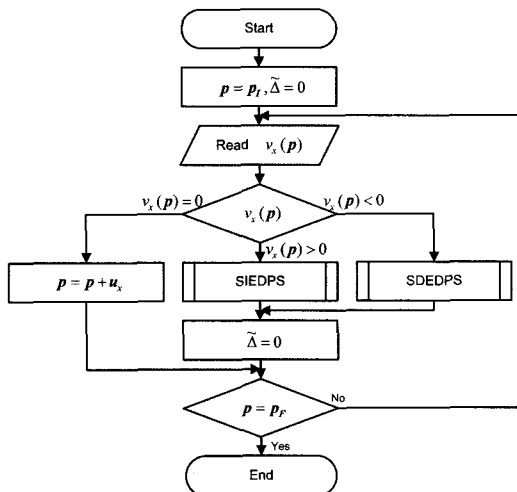 Start
p = p_I, Δ̃ = 0
Read v_x(p)
v_x(p)=0
v_x(p)
v_x(p)<0
v_x(p)>0
p = p + u_x
SIEDPS
SDEDPS
Δ̃ = 0
p = p_F
No
Yes
End